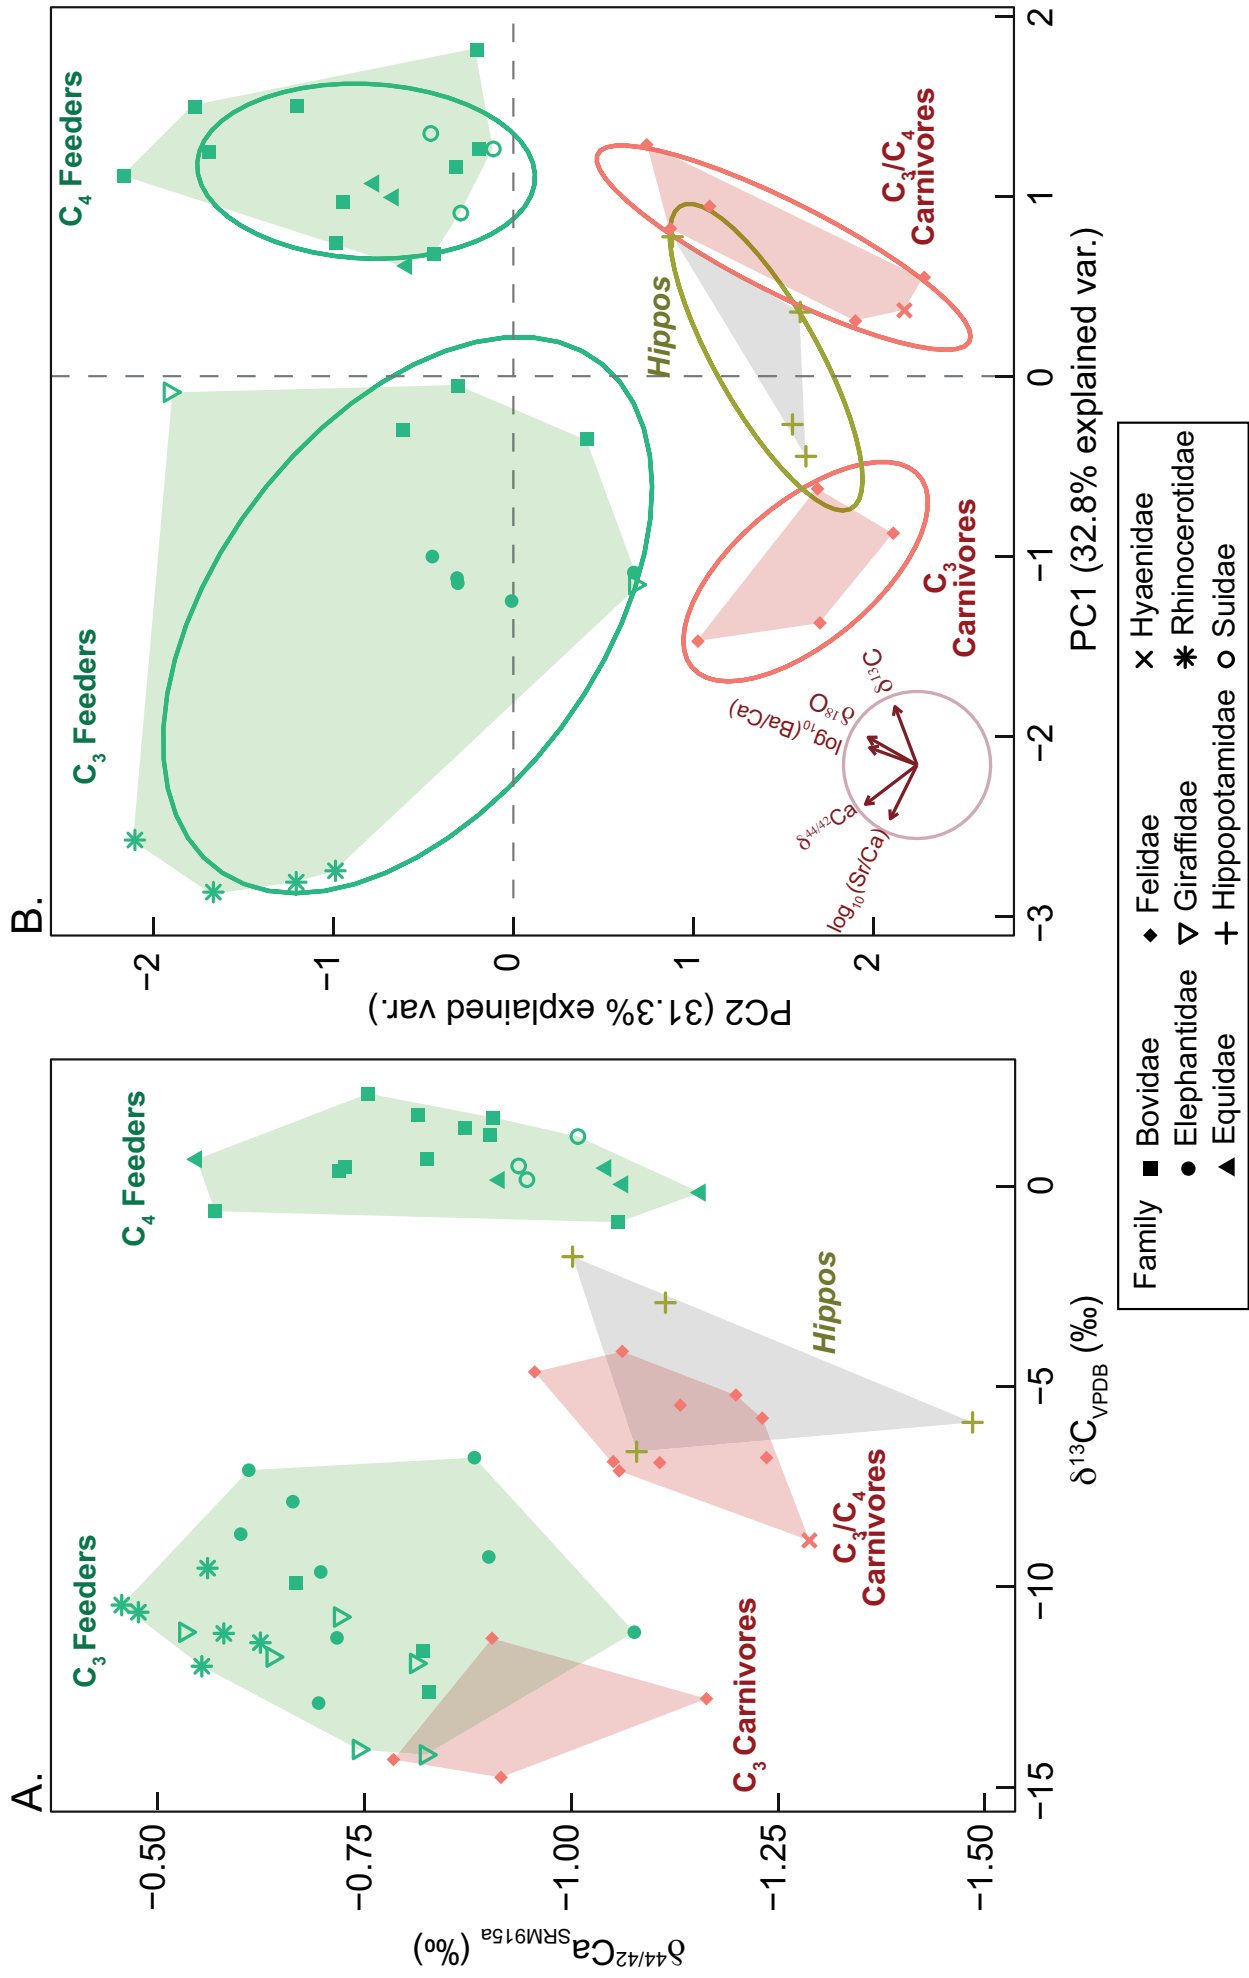 A.
C3 Feeders
C4 Feeders
C3 Carnivores
C3/C4
Carnivores
Hippos
−0.50
−0.75
−1.00
−1.25
−1.50
δ44/42CaSRM915a (‰)
−15
−10
−5
0
δ13CVPDB (‰)
B.
C3 Feeders
C4 Feeders
Hippos
C3
Carnivores
C3/C4
Carnivores
log10(Sr/Ca)
δ44/42Ca
log10(Ba/Ca)
δ18O
δ13C
−2
−1
0
1
2
PC2 (31.3% explained var.)
−3
−2
−1
0
1
2
PC1 (32.8% explained var.)
Family
Bovidae
Felidae
Hyaenidae
Elephantidae
Giraffidae
Rhinocerotidae
Equidae
Hippopotamidae
Suidae